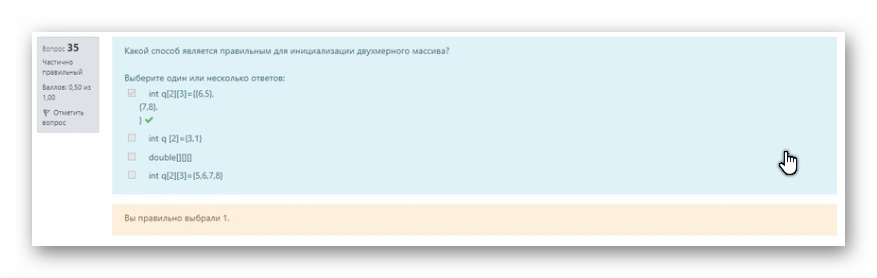 Вопрос 35
Частично
правильный
Баллов: 0,50 из
1,00
Отметить
вопрос
Какой способ является правильным для инициализации двухмерного массива?
Выберите один или несколько ответов:
int q[2][3]={{6,5},
{7,8},
}
int q [2]={3,1}
double[][][]
int q[2][3]={5,6,7,8}
Вы правильно выбрали 1.